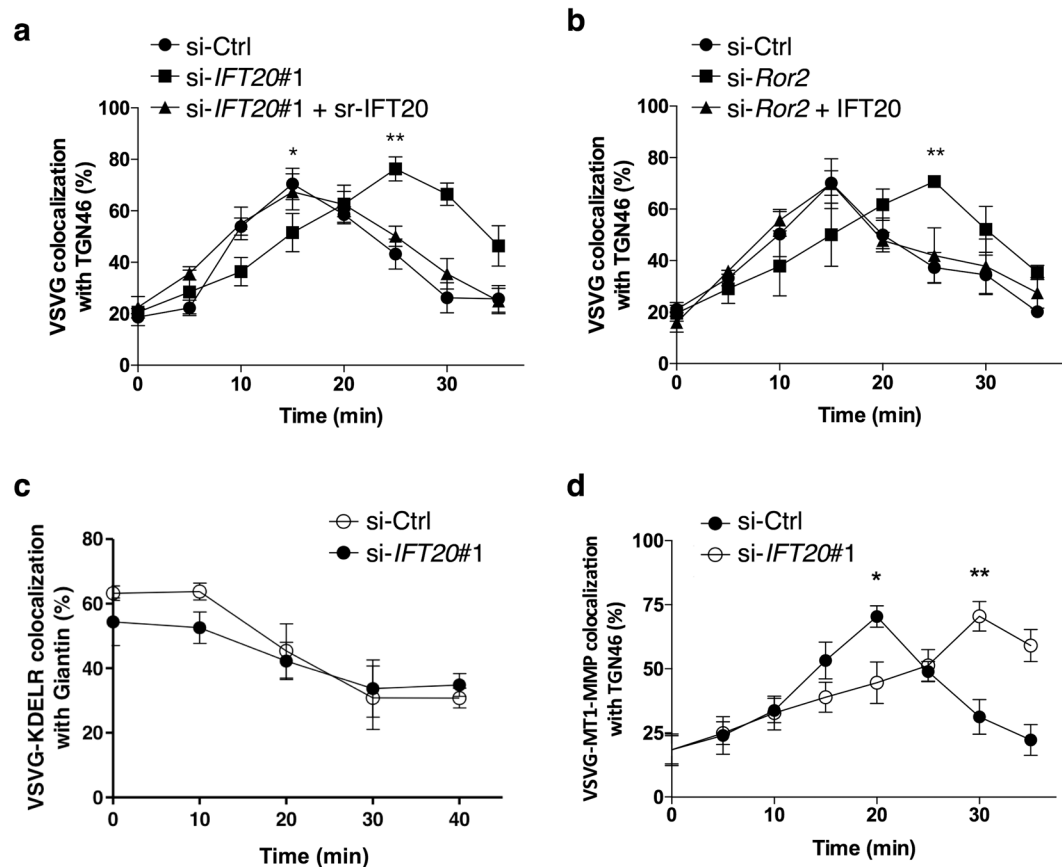 a
si-Ctrl
si-IFT20#1
si-IFT20#1 + sr-IFT20
VSVG colocalization
with TGN46 (%)
100
80
60
40
20
0
*
**
0 10 20 30
Time (min)
b
si-Ctrl
si-Ror2
si-Ror2 + IFT20
VSVG colocalization
with TGN46 (%)
100
80
60
40
20
0
**
0 10 20 30
Time (min)
c
si-Ctrl
si-IFT20#1
VSVG-KDELR colocalization
with Giantin (%)
80
60
40
20
0
0 10 20 30 40
Time (min)
d
si-Ctrl
si-IFT20#1
VSVG-MT1-MMP colocalization
with TGN46 (%)
100
75
50
25
0
*
**
0 10 20 30
Time (min)